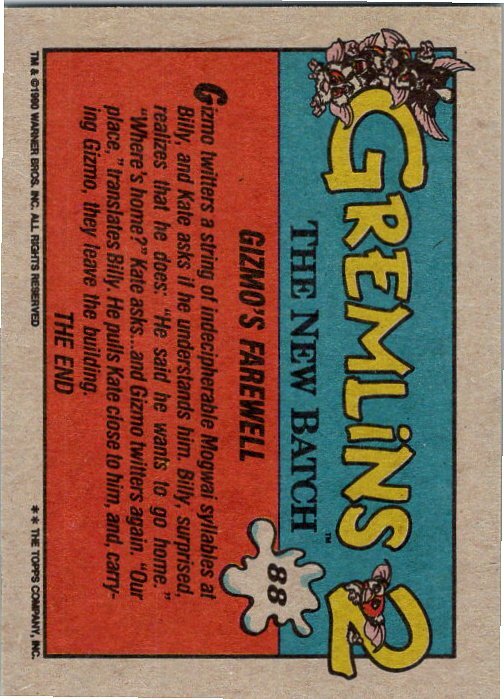 GREMLiNS 2
THE NEW BATCH™
88
GIZMO'S FAREWELL
Gizmo twitters a string of indecipherable Mogwai syllables at
Billy, and Kate asks if he understands him. Billy, surprised,
realizes that he does: "He said he wants to go home."
"Where's home?" Kate asks...and Gizmo twitters again. "Our
place," translates Billy. He pulls Kate close to him, and, carry-
ing Gizmo, they leave the building.
THE END
TM & ©1990 WARNER BROS. INC. ALL RIGHTS RESERVED
** THE TOPPS COMPANY, INC.